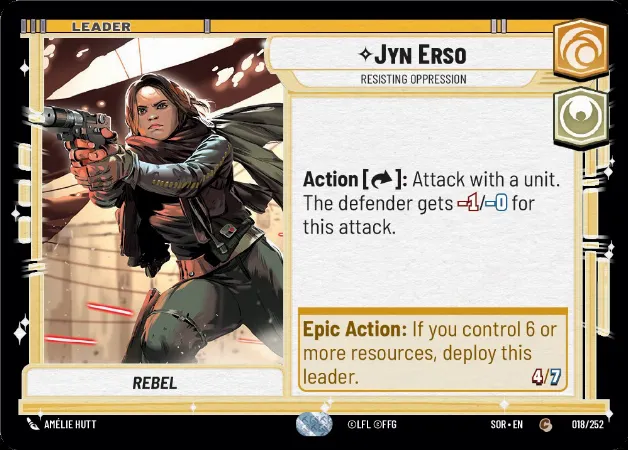 LEADER
JYN ERSO
RESISTING OPPRESSION
Action [ ]: Attack with a unit.
The defender gets -1/-0 for
this attack.
Epic Action: If you control 6 or
more resources, deploy this
leader.
4/7
REBEL
AMÉLIE HUTT
©LFL ©FFG
SOR • EN
C
018/252